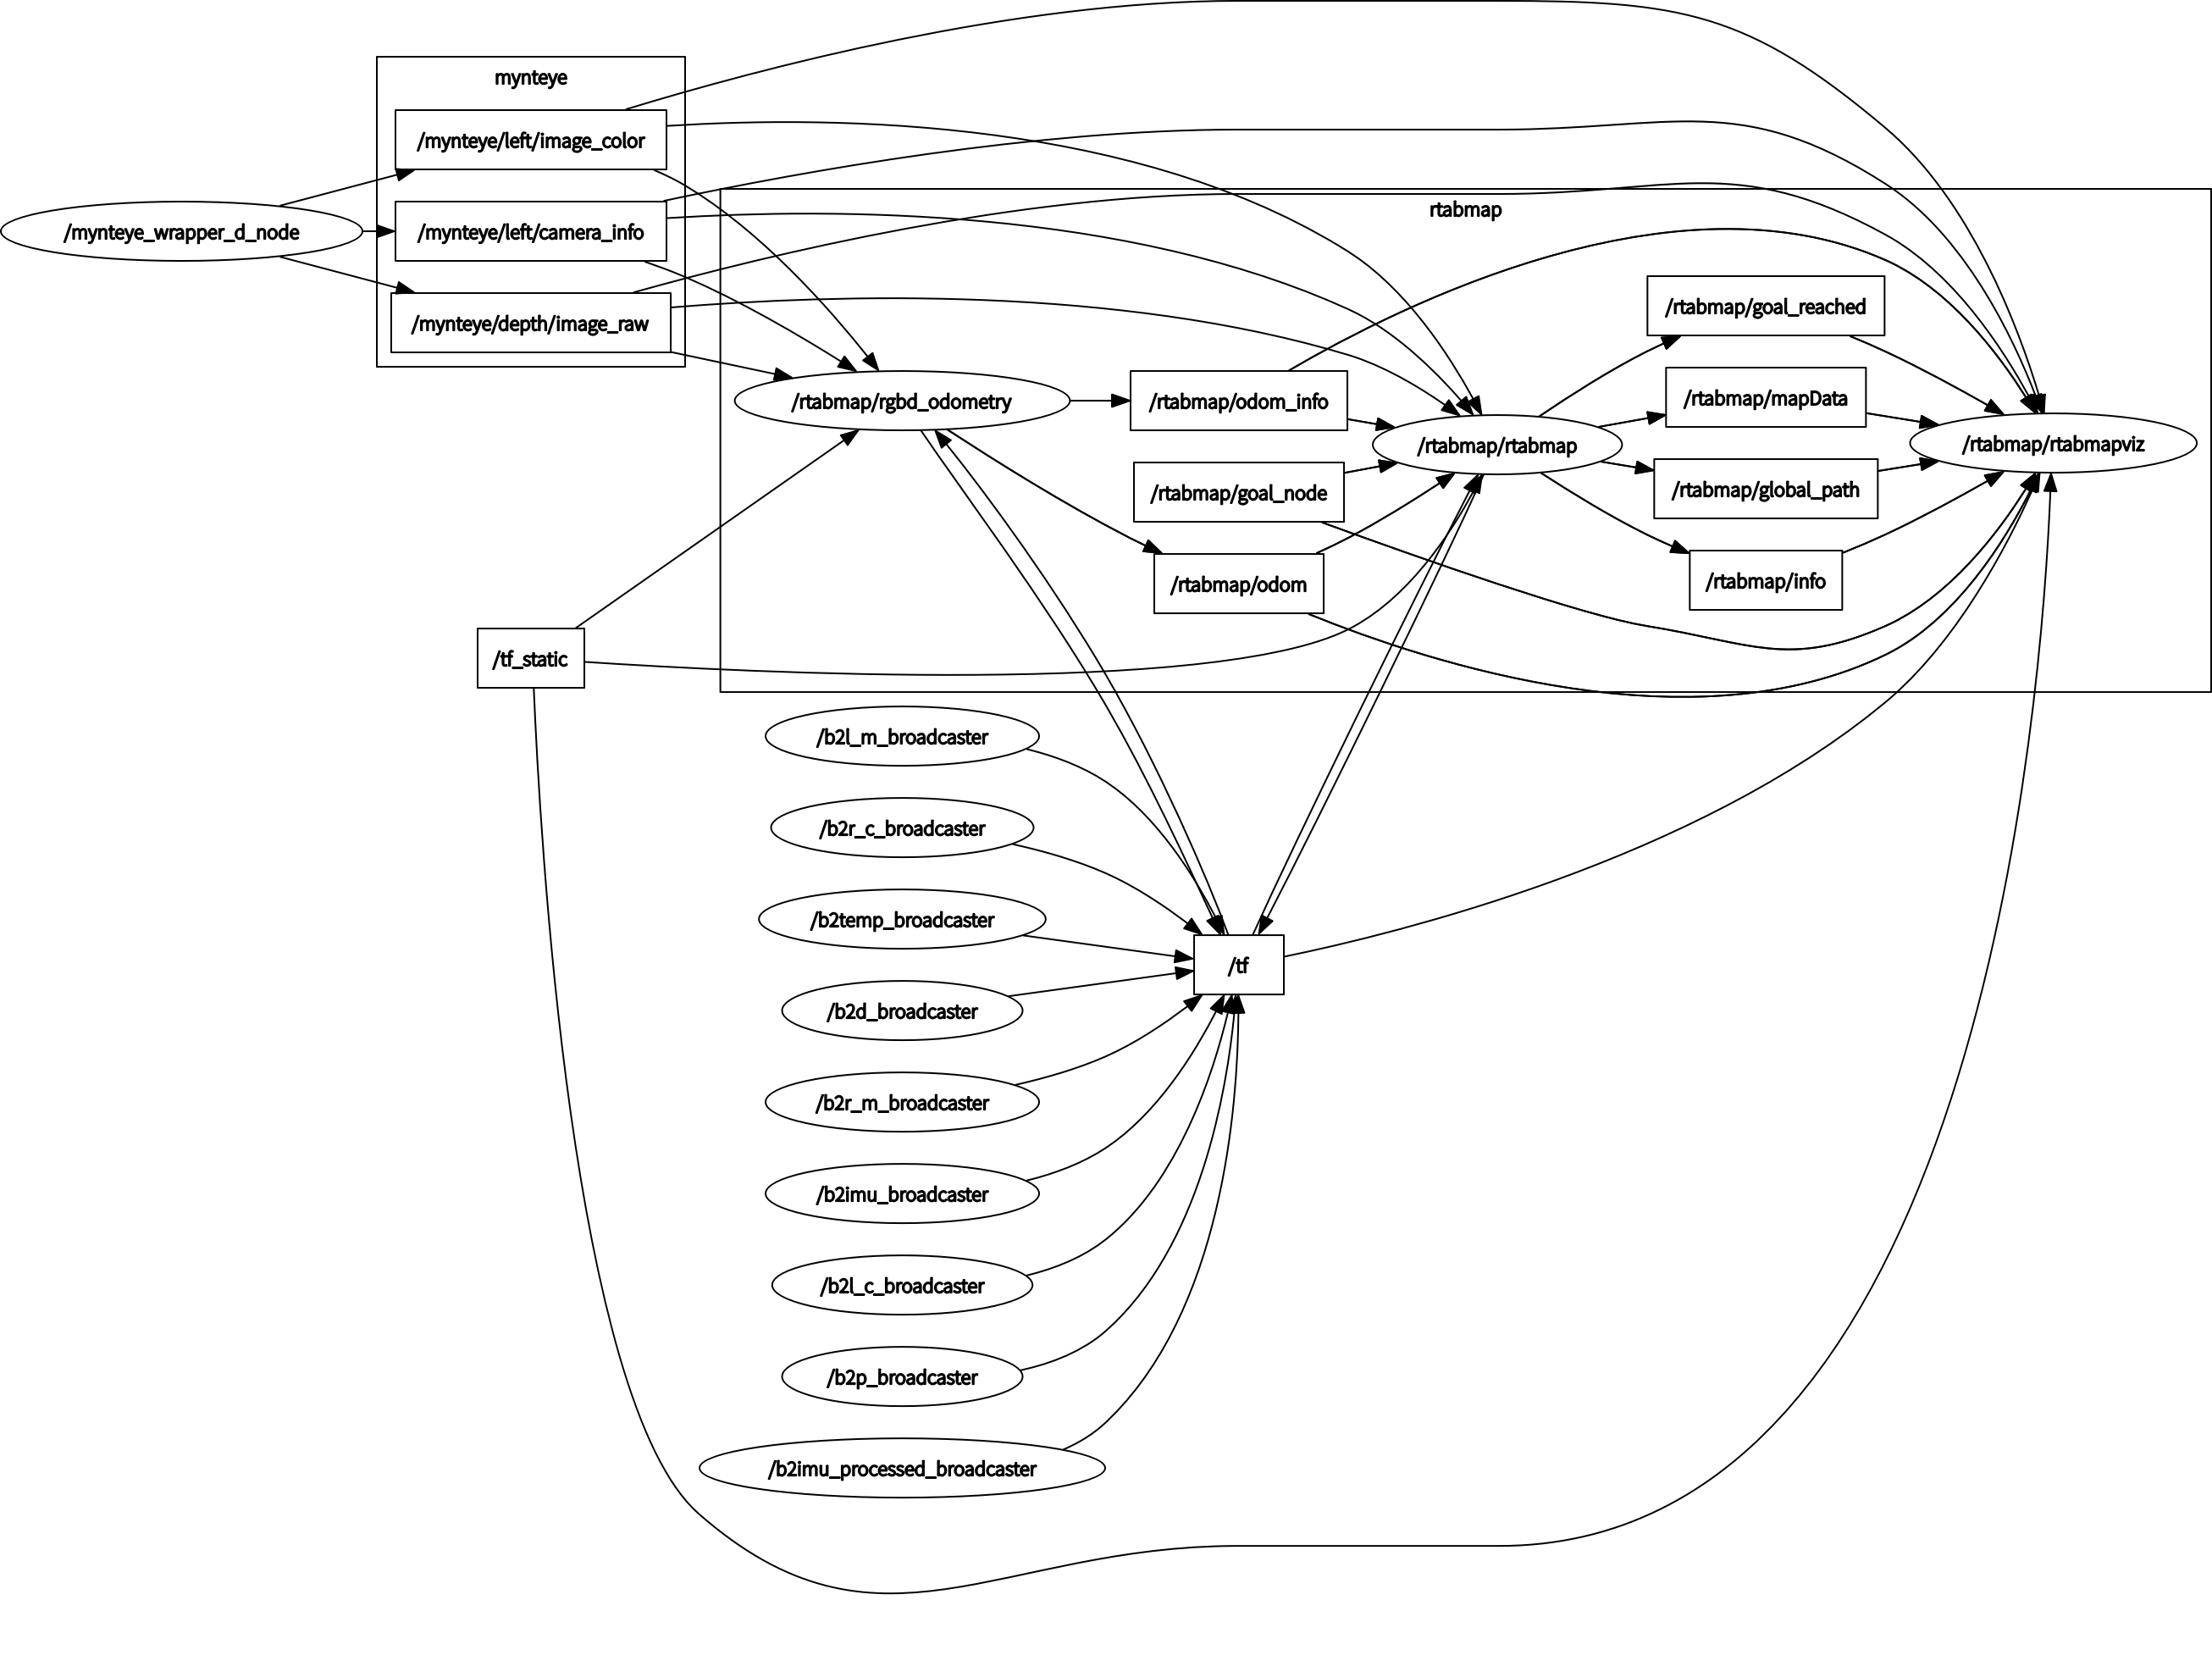 mynteye
/mynteye/left/image_color
/mynteye_wrapper_d_node
/mynteye/left/camera_info
/mynteye/depth/image_raw
rtabmap
/rtabmap/rgbd_odometry
/rtabmap/odom_info
/rtabmap/goal_node
/rtabmap/odom
/rtabmap/rtabmap
/rtabmap/goal_reached
/rtabmap/mapData
/rtabmap/global_path
/rtabmap/info
/rtabmap/rtabmapviz
/tf_static
/b2l_m_broadcaster
/b2r_c_broadcaster
/b2temp_broadcaster
/tf
/b2d_broadcaster
/b2r_m_broadcaster
/b2imu_broadcaster
/b2l_c_broadcaster
/b2p_broadcaster
/b2imu_processed_broadcaster